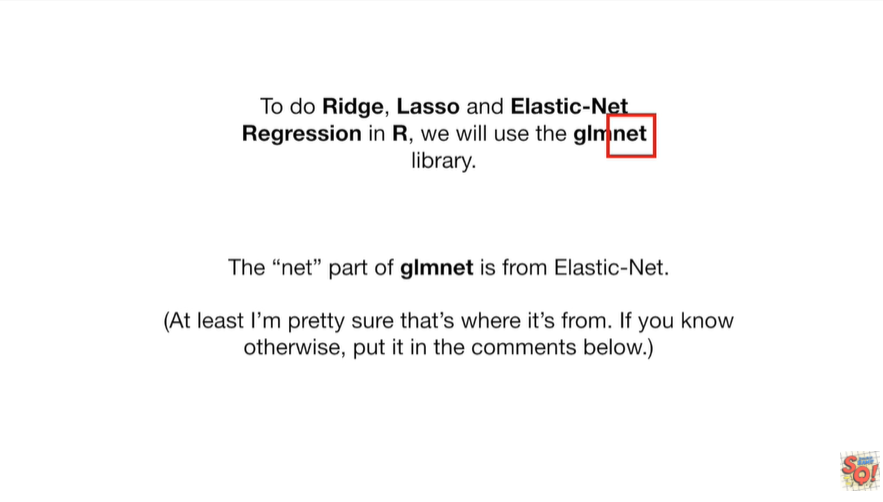 To do Ridge, Lasso and Elastic-Net
Regression in R, we will use the glmnet
library.
The “net” part of glmnet is from Elastic-Net.
(At least I’m pretty sure that’s where it’s from. If you know
otherwise, put it in the comments below.)
SO!